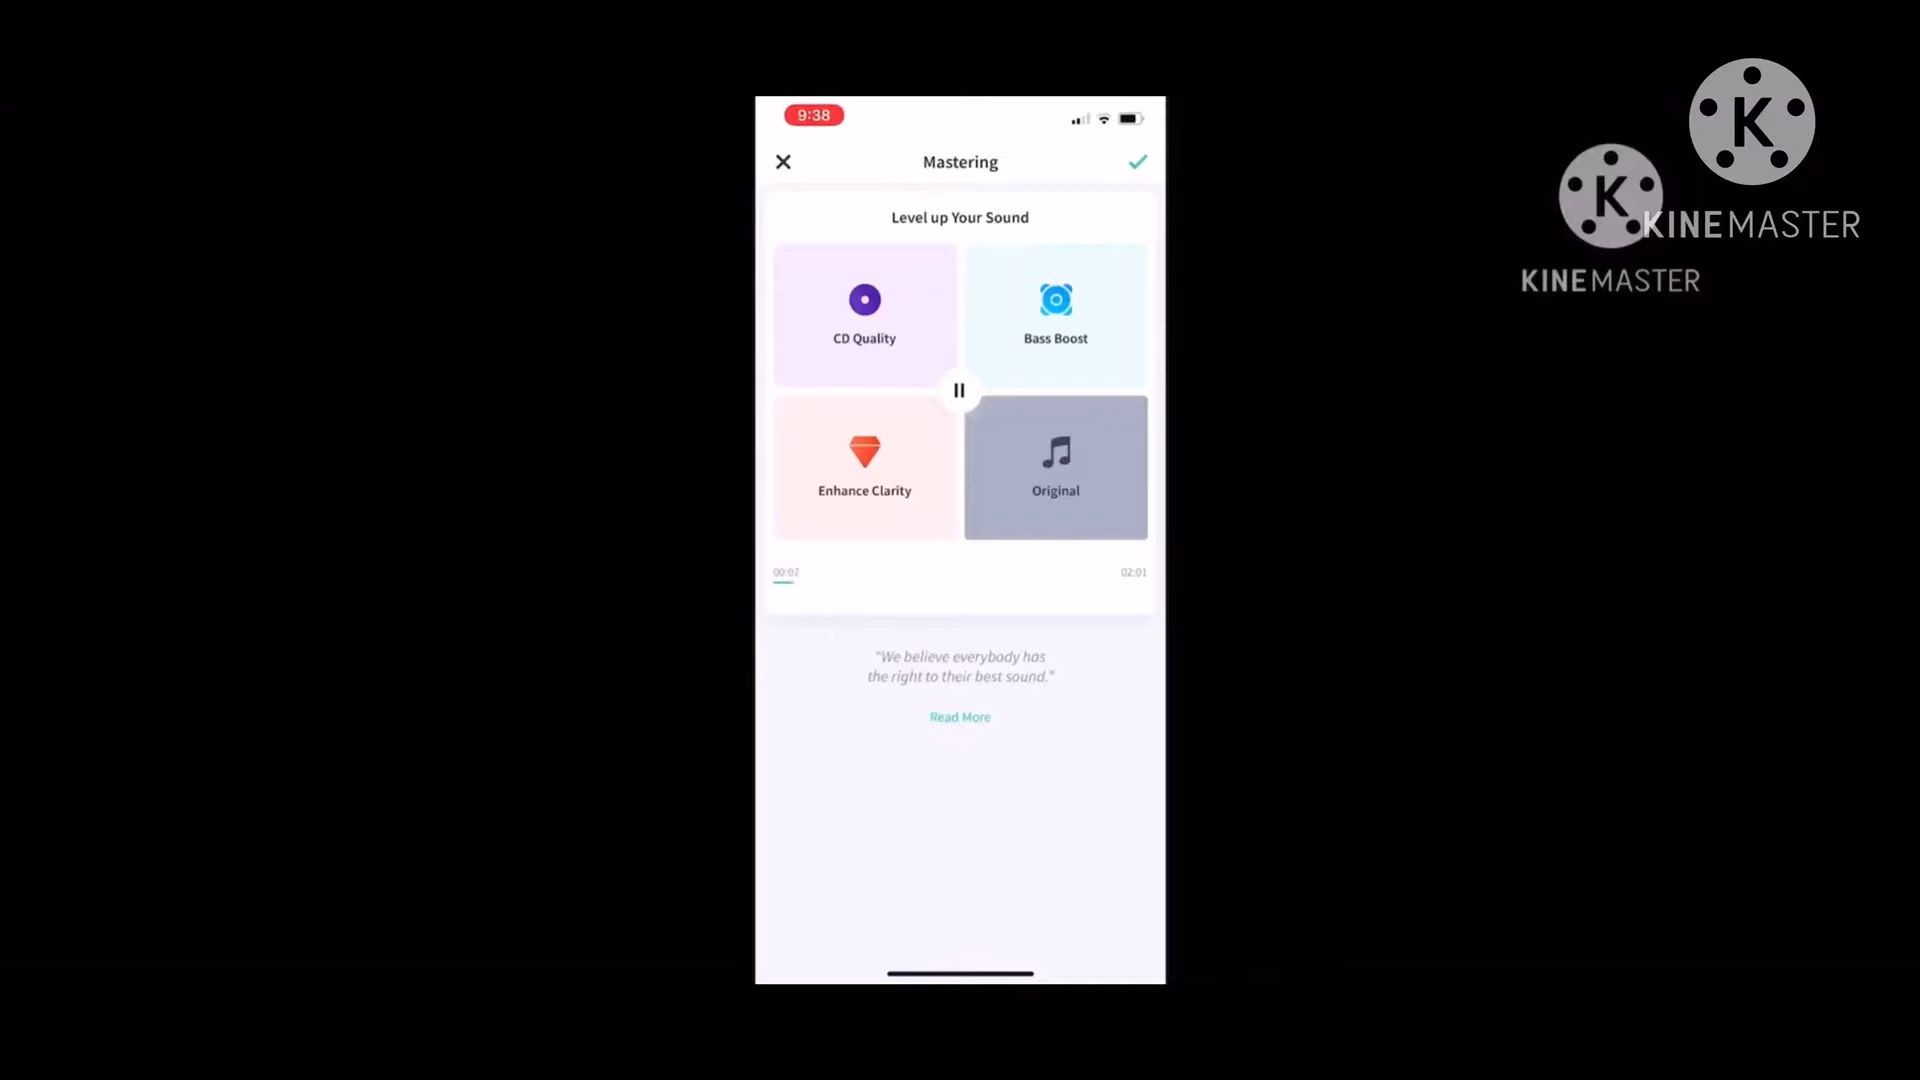 9:38
Mastering
Level up Your Sound
CD Quality
Bass Boost
Enhance Clarity
Original
02:01
"We believe everybody has
the right to their best sound."
Read More
KINEMASTER
KINEMASTER